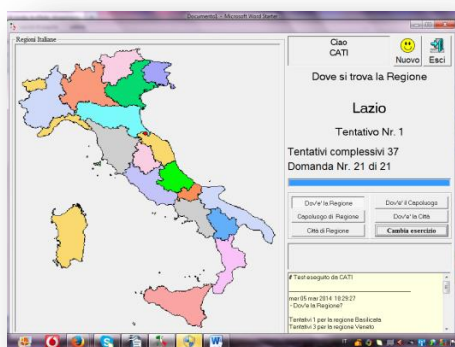 Documento1 - Microsoft Word Starter
Regioni Italiane
Ciao
CATI
Nuovo
Esci
Dove si trova la Regione
Lazio
Tentativo Nr. 1
Tentativi complessivi 37
Domanda Nr. 21 di 21
Dov'e' la Regione
Dov'e' il Capoluogo
Capoluogo di Regione
Dov'e' la Città
Città di Regione
Cambia esercizio
# Test eseguito da CATI
mar 05 mar 2014 18:29:27
- Dov'e la Regione?
Tentativi 1 per la regione Basilicata
Tentativi 3 per la regione Veneto
IT